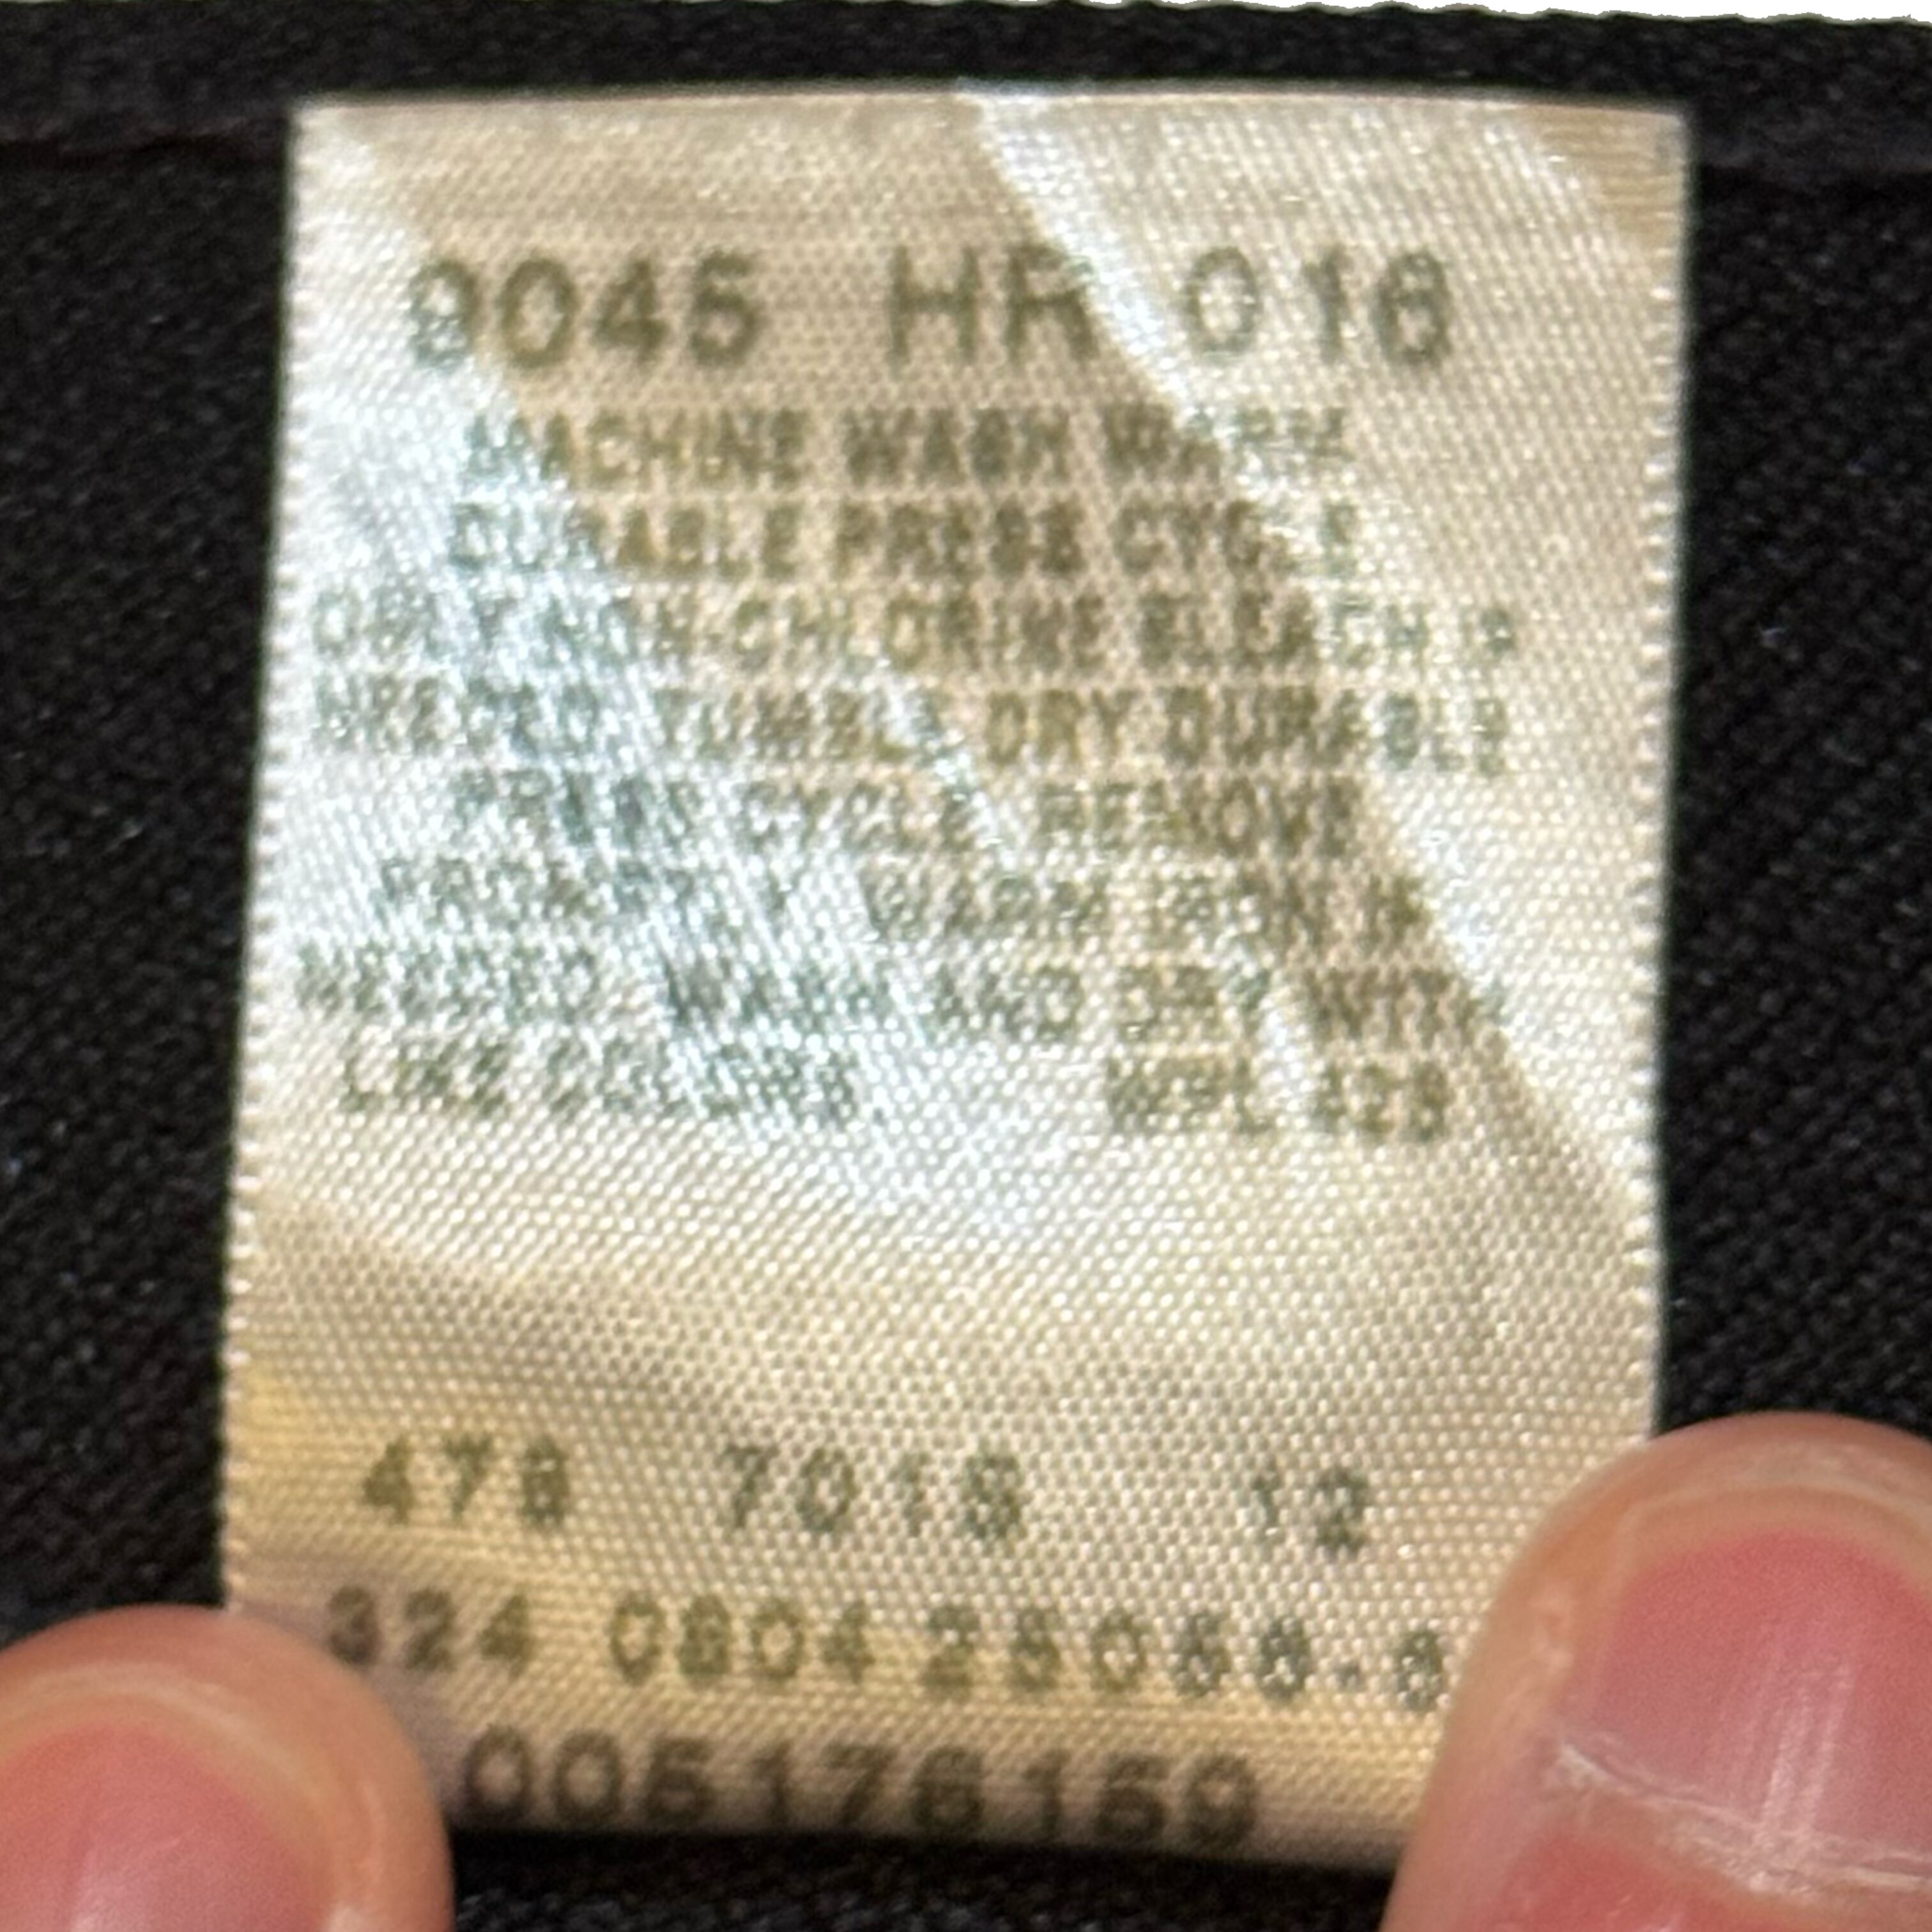 9045 HR 016
MACHINE WASH WARM
DURABLE PRESS CYCLE
ONLY NON-CHLORINE BLEACH IF
NEEDED TUMBLE DRY DURABLE
PRESS CYCLE REMOVE
PROMPTLY WARM IRON IF
NEEDED WASH AND DRY WITH
LIKE COLORS.
478 7018 12
324 0804
005176159